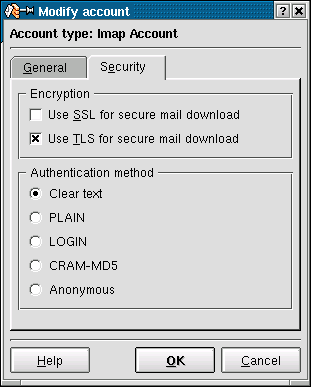 Modify account
Account type: Imap Account
General Security
Encryption
Use SSL for secure mail download
Use TLS for secure mail download
Authentication method
Clear text
PLAIN
LOGIN
CRAM-MD5
Anonymous
Help OK Cancel